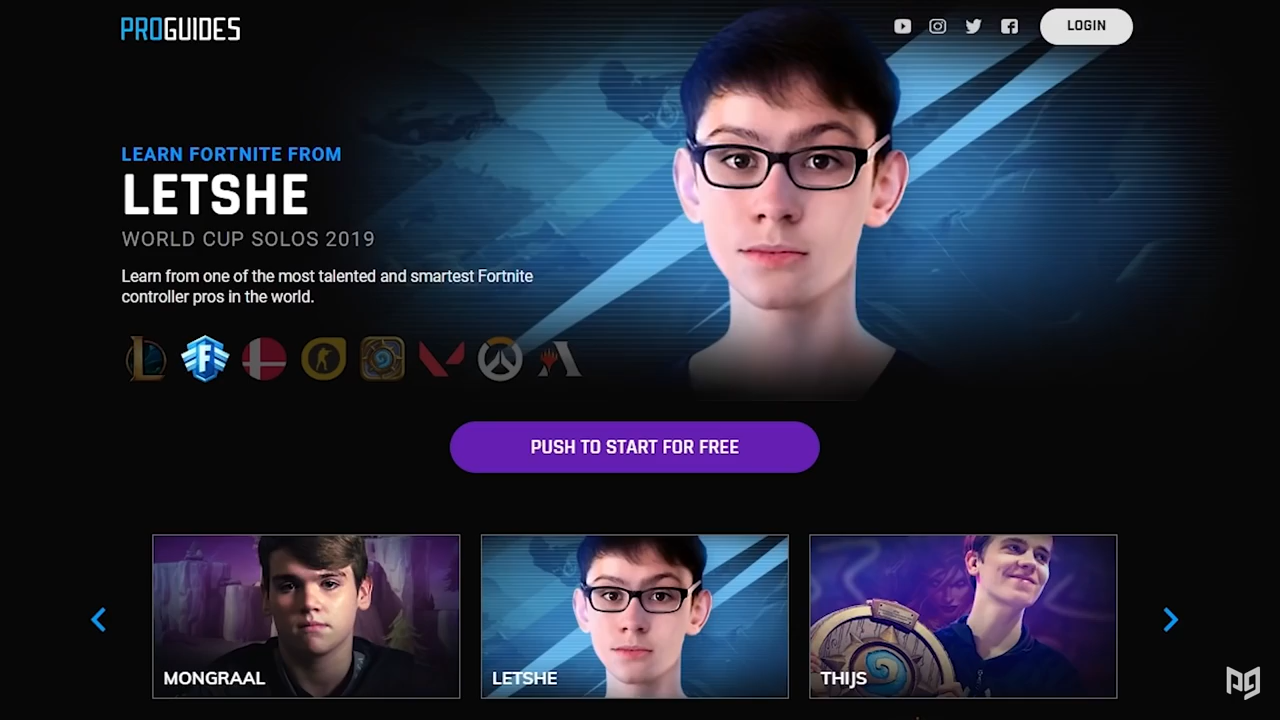 PROGUIDES
LOGIN
LEARN FORTNITE FROM
LETSHE
WORLD CUP SOLOS 2019
Learn from one of the most talented and smartest Fortnite
controller pros in the world.
PUSH TO START FOR FREE
MONGRAAL
LETSHE
THIJS